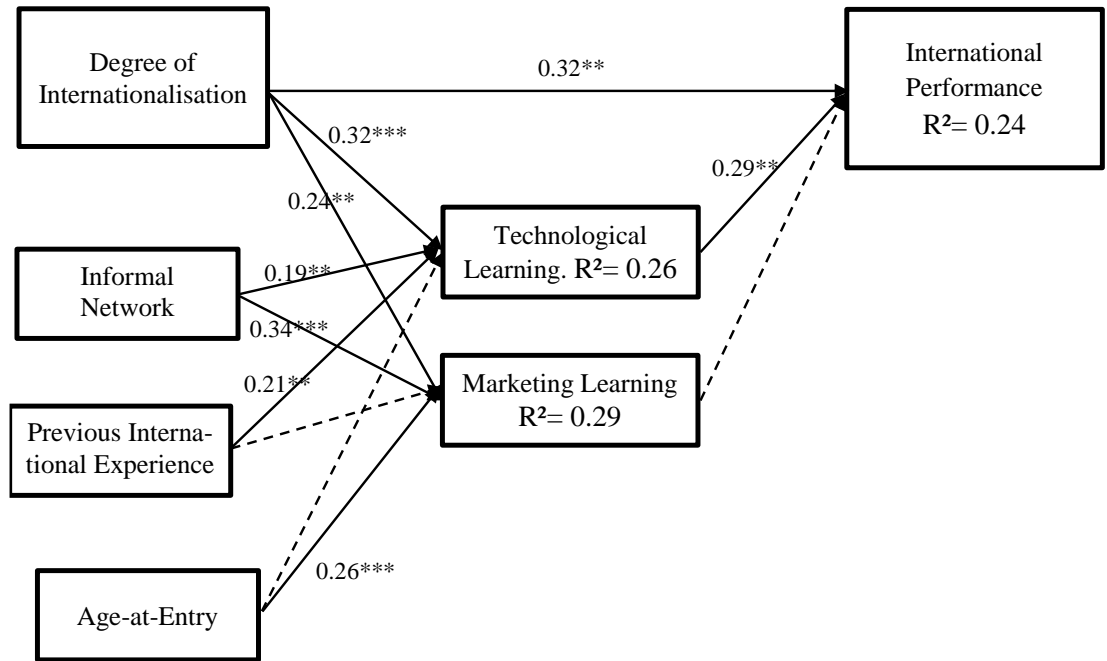 Degree of
Internationalisation
0.32**
International
Performance
R²= 0.24
0.32***
0.29**
0.24**
Technological
Learning. R²= 0.26
Informal
Network
0.19**
0.34***
Marketing Learning
R²= 0.29
0.21**
Previous Interna-
tional Experience
0.26***
Age-at-Entry